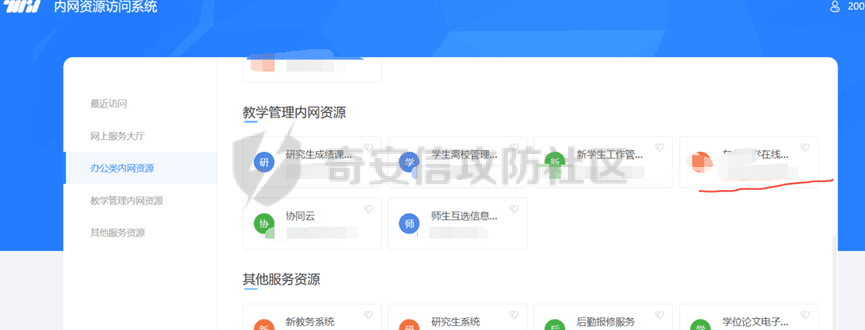 内网资源访问系统
200
最近访问
网上服务大厅
办公类内网资源
教学管理内网资源
其他服务资源
教学管理内网资源
研
研究生成绩课...
学
学生离校管理...
新
新学生工作管...
学在线...
协
协同云
师
师生互选信息...
其他服务资源
新
新教务系统
研
研究生系统
后
后勤报修服务
学
学位论文电子...
奇安信攻防社区